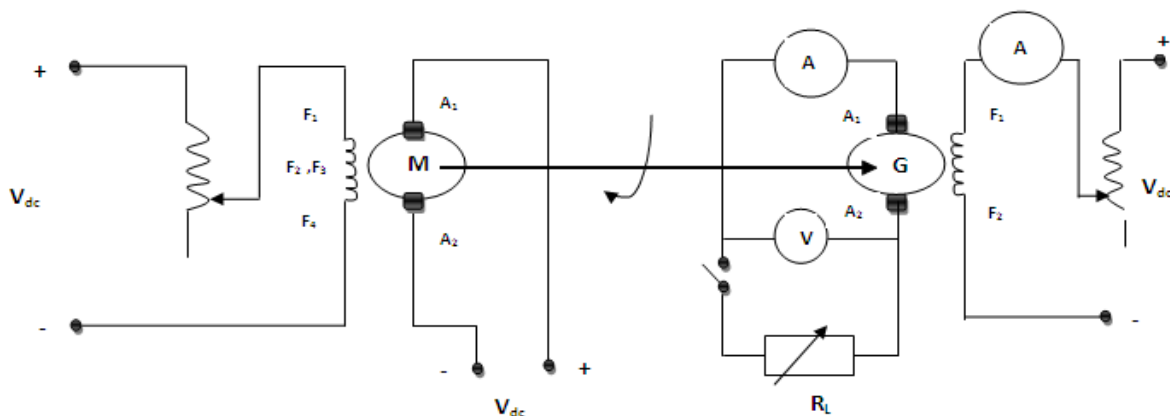 +
F₁
F₂ ,F₃
F₄
V_dc
-
A₁
M
A₂
-
+
V_dc
A
A₁
G
A₂
V
R_L
A
F₁
F₂
+
V_dc
-